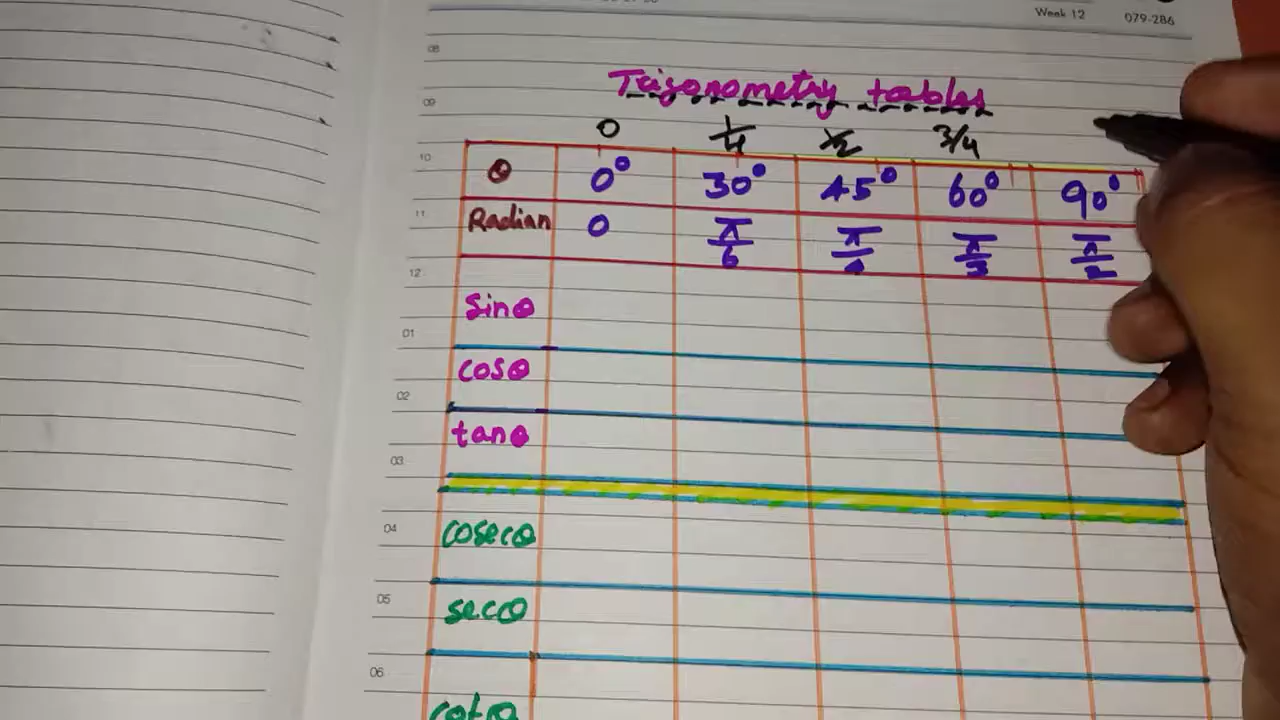 Week 12 079-286
08
Trigonometry tables
09
0 1/4 1/2 3/4
10
θ 0° 30° 45° 60° 90°
11
Radian 0 π/6 π/4 π/3 π/2
12
sinθ
01
cosθ
02
tanθ
03
04
cosecθ
05
secθ
06
cotθ